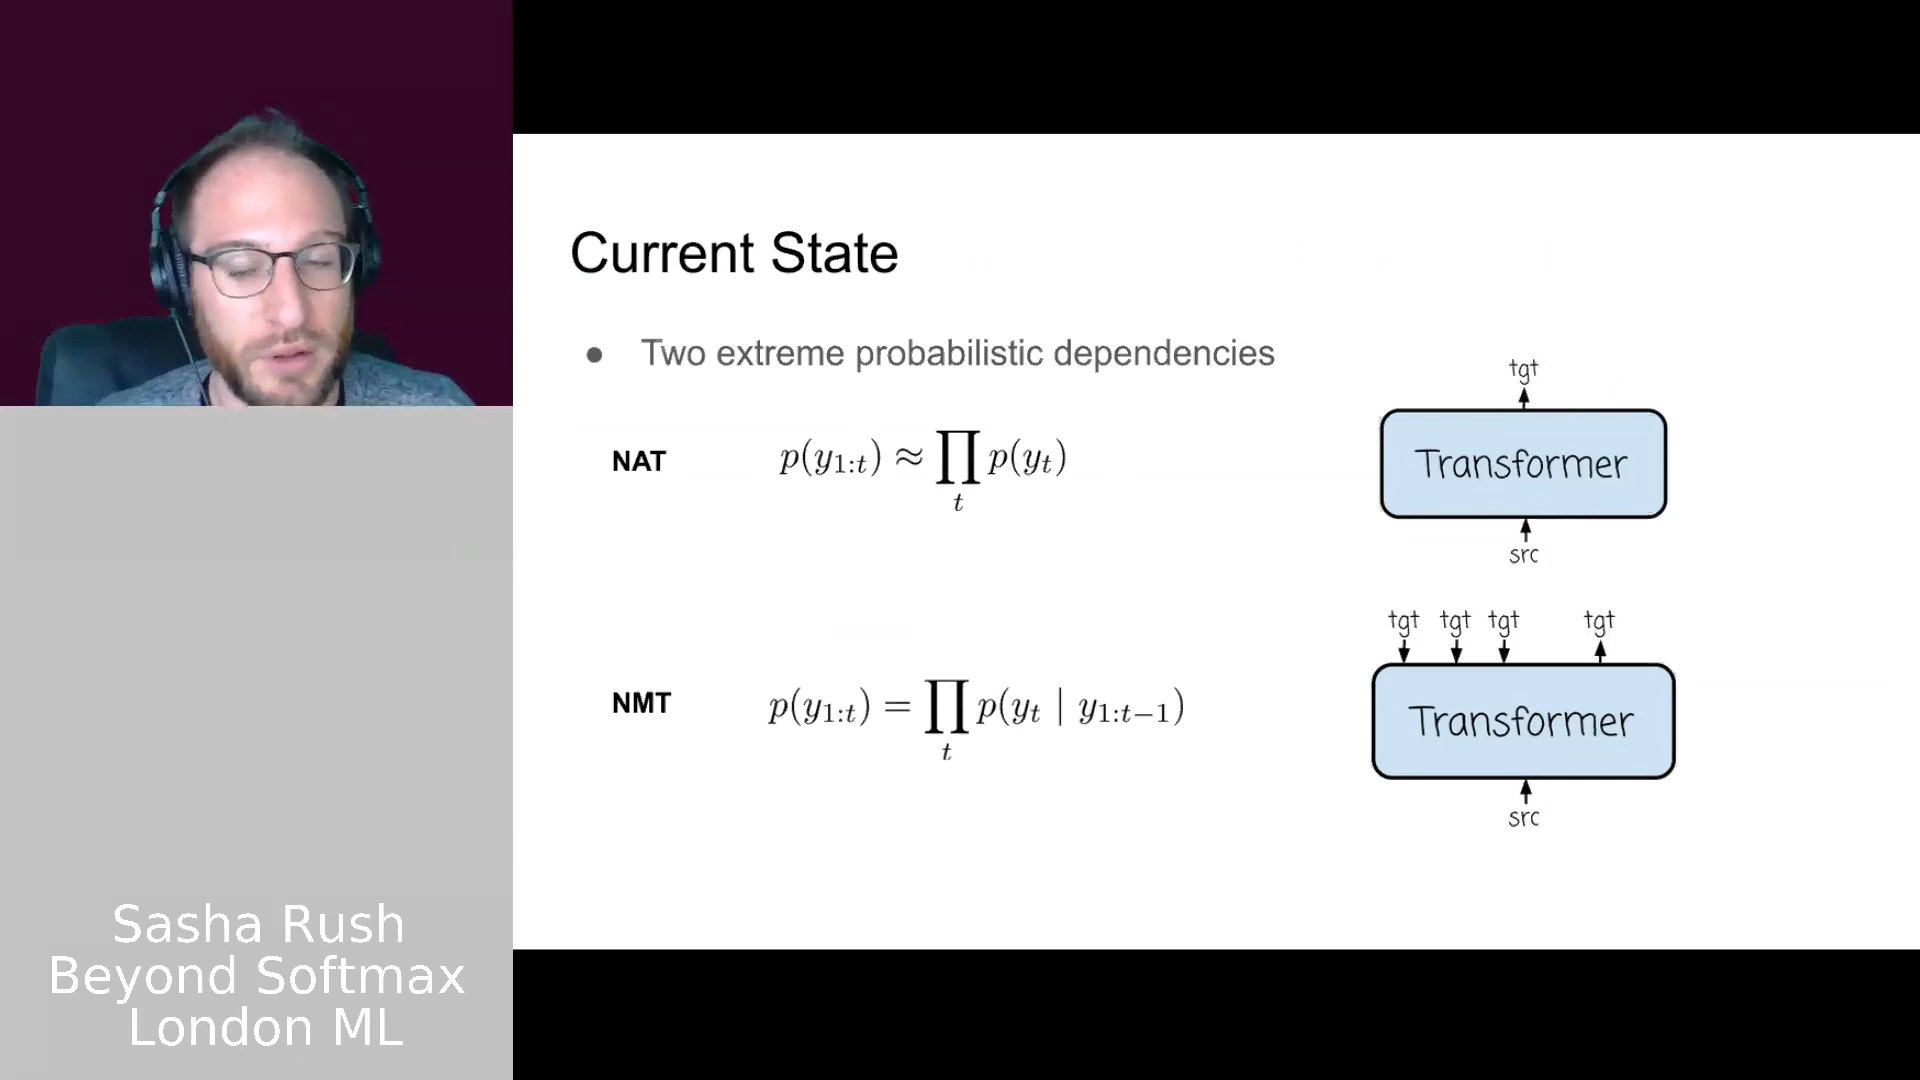 Current State
● Two extreme probabilistic dependencies
NAT p(y_{1:t}) ≈ ∏_t p(y_t)
tgt
Transformer
src
NMT p(y_{1:t}) = ∏_t p(y_t | y_{1:t−1})
tgt tgt tgt tgt
Transformer
src
Sasha Rush
Beyond Softmax
London ML